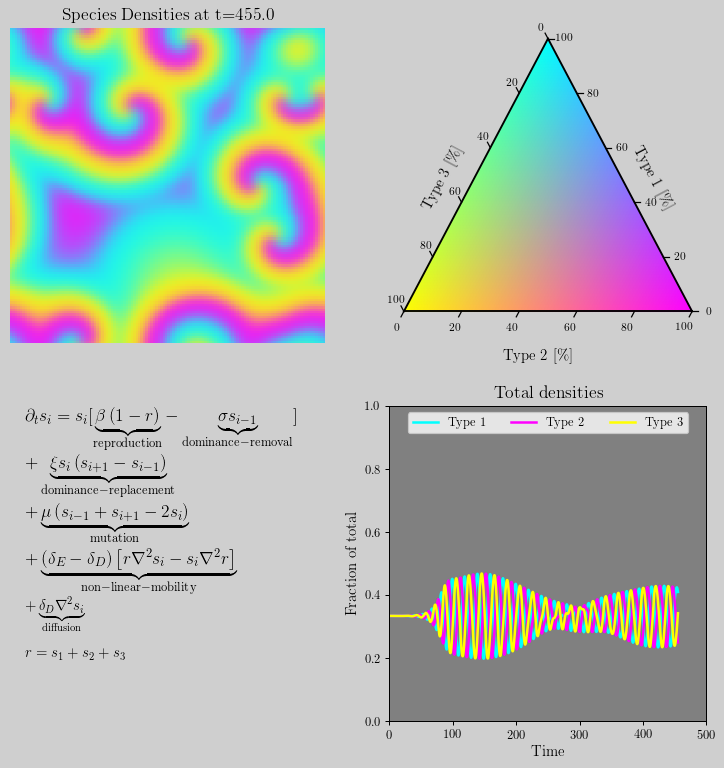 Species Densities at t=455.0
0
100
20
80
40
60
60
40
80
20
100
0
0
20
40
60
80
100
Type 3 [%]
Type 1 [%]
Type 2 [%]
∂ₜsᵢ = sᵢ[ β (1 − r) − σsᵢ₋₁ ]
reproduction dominance−removal
+ ξsᵢ (sᵢ₊₁ − sᵢ₋₁)
dominance−replacement
+ μ (sᵢ₋₁ + sᵢ₊₁ − 2sᵢ)
mutation
+ (δ_E − δ_D) [r∇²sᵢ − sᵢ∇²r]
non−linear−mobility
+ δ_D∇²sᵢ
diffusion
r = s₁ + s₂ + s₃
Total densities
Type 1 Type 2 Type 3
Fraction of total
1.0
0.8
0.6
0.4
0.2
0.0
0 100 200 300 400 500
Time